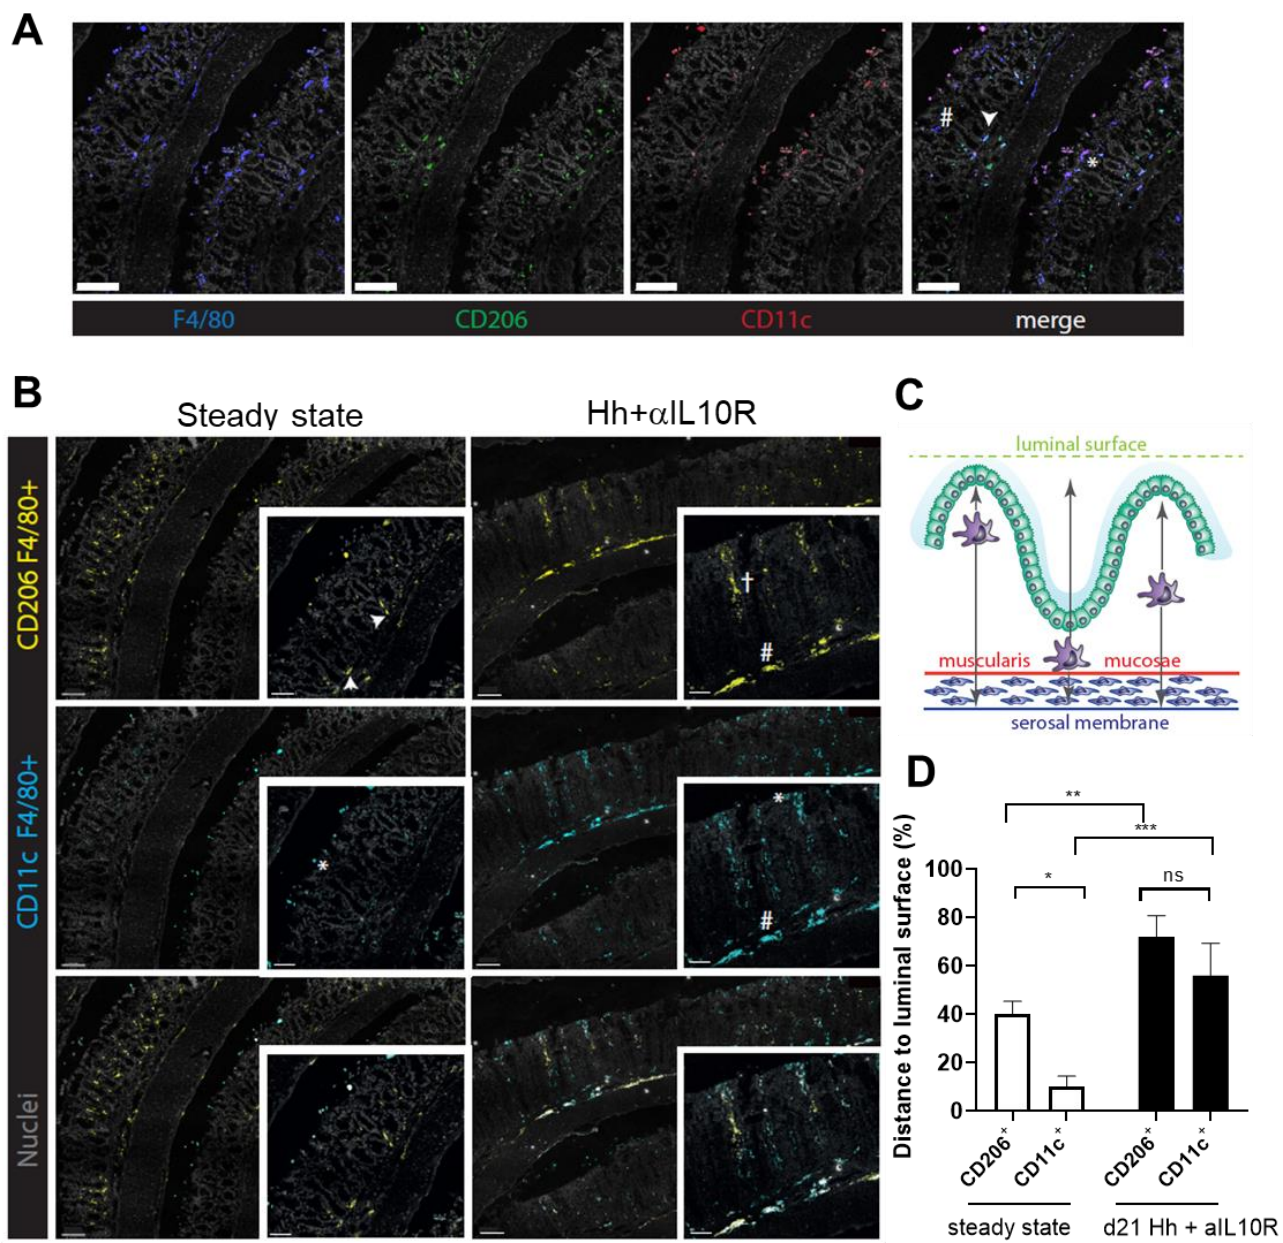 A
#
*
F4/80
CD206
CD11c
merge
B
Steady state
Hh+αIL10R
CD206 F4/80+
†
#
CD11c F4/80+
*
*
#
Nuclei
C
luminal surface
muscularis mucosae
serosal membrane
D
Distance to luminal surface (%)
**
***
*
ns
100
80
60
40
20
0
CD206+
CD11c+
CD206+
CD11c+
steady state
d21 Hh + aIL10R